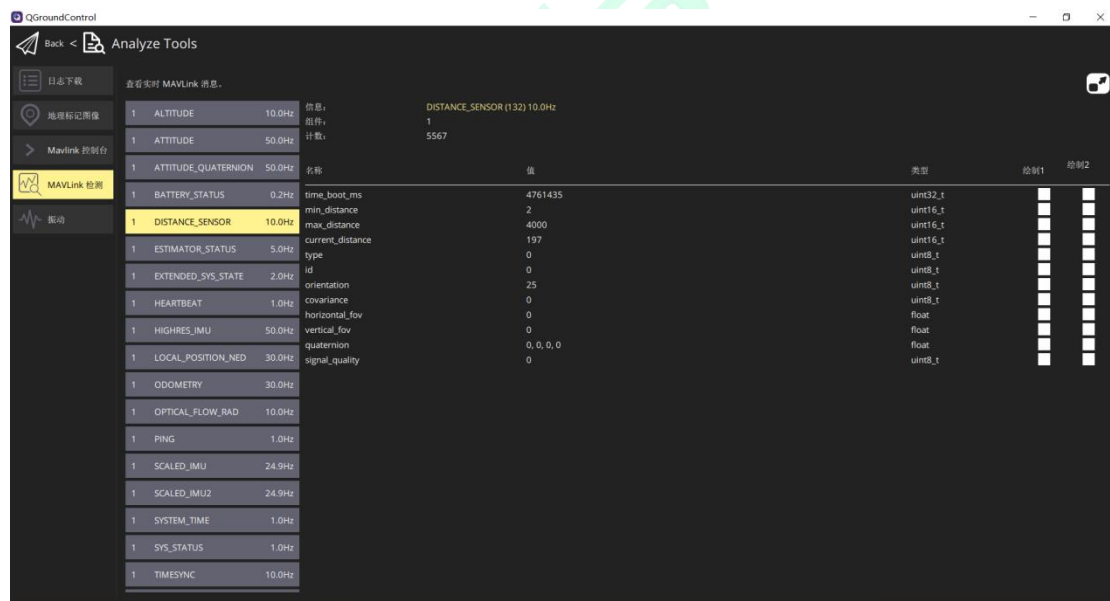 QGroundControl
Back < Analyze Tools
日志下载
地理标记图像
Mavlink 控制台
MAVLink 检测
振动
查看实时 MAVLink 消息。
1 ALTITUDE 10.0Hz
1 ATTITUDE 50.0Hz
1 ATTITUDE_QUATERNION 50.0Hz
1 BATTERY_STATUS 0.2Hz
1 DISTANCE_SENSOR 10.0Hz
1 ESTIMATOR_STATUS 5.0Hz
1 EXTENDED_SYS_STATE 2.0Hz
1 HEARTBEAT 1.0Hz
1 HIGHRES_IMU 50.0Hz
1 LOCAL_POSITION_NED 30.0Hz
1 ODOMETRY 30.0Hz
1 OPTICAL_FLOW_RAD 10.0Hz
1 PING 1.0Hz
1 SCALED_IMU 24.9Hz
1 SCALED_IMU2 24.9Hz
1 SYSTEM_TIME 1.0Hz
1 SYS_STATUS 1.0Hz
1 TIMESYNC 10.0Hz
信息: DISTANCE_SENSOR (132) 10.0Hz
组件: 1
计数: 5567
名称 值 类型 绘制1 绘制2
time_boot_ms 4761435 uint32_t
min_distance 2 uint16_t
max_distance 4000 uint16_t
current_distance 197 uint16_t
type 0 uint8_t
id 0 uint8_t
orientation 25 uint8_t
covariance 0 uint8_t
horizontal_fov 0 float
vertical_fov 0 float
quaternion 0, 0, 0, 0 float
signal_quality 0 uint8_t